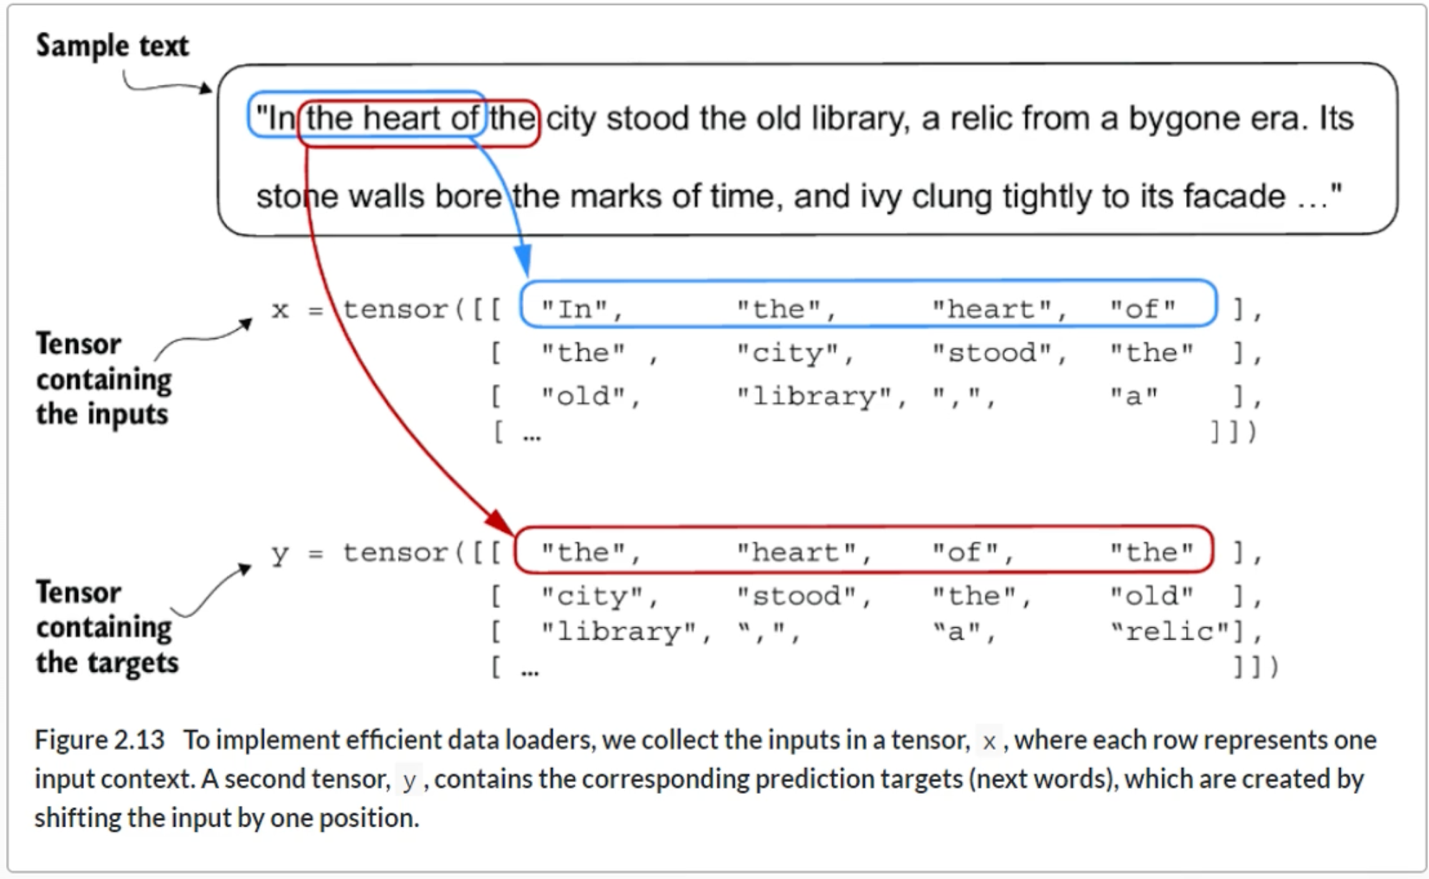 Sample text
"In the heart of the city stood the old library, a relic from a bygone era. Its
stone walls bore the marks of time, and ivy clung tightly to its facade …"
x = tensor([[ "In", "the", "heart", "of" ],
[ "the" , "city", "stood", "the" ],
[ "old", "library", ",", "a" ],
[ … ]])
Tensor
containing
the inputs
y = tensor([[ "the", "heart", "of", "the" ],
[ "city", "stood", "the", "old" ],
[ "library", “,", “a", “relic"],
[ … ]])
Tensor
containing
the targets
Figure 2.13 To implement efficient data loaders, we collect the inputs in a tensor, x , where each row represents one
input context. A second tensor, y , contains the corresponding prediction targets (next words), which are created by
shifting the input by one position.